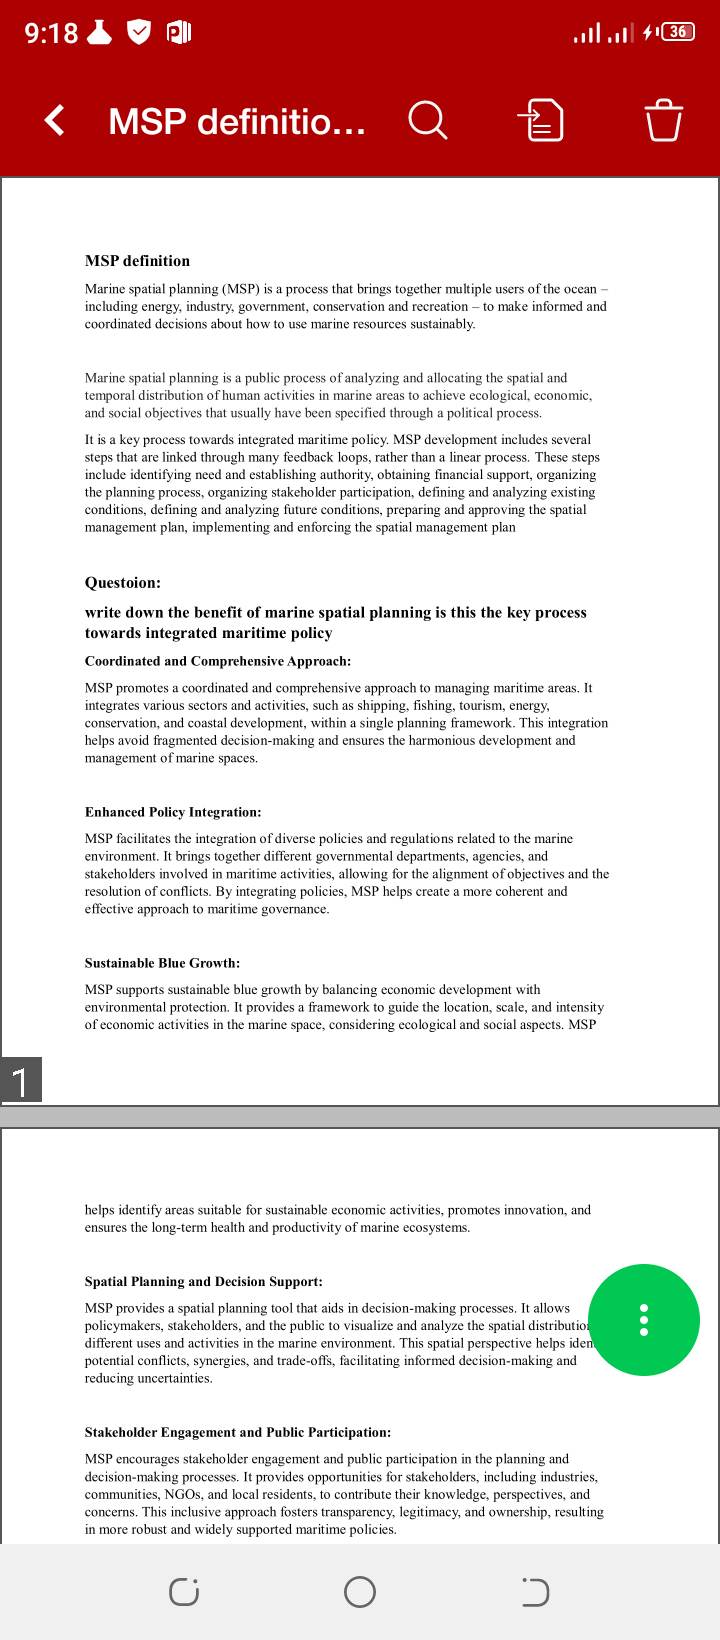 9:18
36
MSP definitio...
MSP definition
Marine spatial planning (MSP) is a process that brings together multiple users of the ocean –
including energy, industry, government, conservation and recreation – to make informed and
coordinated decisions about how to use marine resources sustainably.
Marine spatial planning is a public process of analyzing and allocating the spatial and
temporal distribution of human activities in marine areas to achieve ecological, economic,
and social objectives that usually have been specified through a political process.
It is a key process towards integrated maritime policy. MSP development includes several
steps that are linked through many feedback loops, rather than a linear process. These steps
include identifying need and establishing authority, obtaining financial support, organizing
the planning process, organizing stakeholder participation, defining and analyzing existing
conditions, defining and analyzing future conditions, preparing and approving the spatial
management plan, implementing and enforcing the spatial management plan
Questoion:
write down the benefit of marine spatial planning is this the key process
towards integrated maritime policy
Coordinated and Comprehensive Approach:
MSP promotes a coordinated and comprehensive approach to managing maritime areas. It
integrates various sectors and activities, such as shipping, fishing, tourism, energy,
conservation, and coastal development, within a single planning framework. This integration
helps avoid fragmented decision-making and ensures the harmonious development and
management of marine spaces.
Enhanced Policy Integration:
MSP facilitates the integration of diverse policies and regulations related to the marine
environment. It brings together different governmental departments, agencies, and
stakeholders involved in maritime activities, allowing for the alignment of objectives and the
resolution of conflicts. By integrating policies, MSP helps create a more coherent and
effective approach to maritime governance.
Sustainable Blue Growth:
MSP supports sustainable blue growth by balancing economic development with
environmental protection. It provides a framework to guide the location, scale, and intensity
of economic activities in the marine space, considering ecological and social aspects. MSP
1
helps identify areas suitable for sustainable economic activities, promotes innovation, and
ensures the long-term health and productivity of marine ecosystems.
Spatial Planning and Decision Support:
MSP provides a spatial planning tool that aids in decision-making processes. It allows
policymakers, stakeholders, and the public to visualize and analyze the spatial
different uses and activities in the marine environment. This spatial perspective helps
potential conflicts, synergies, and trade-offs, facilitating informed decision-making and
reducing uncertainties.
Stakeholder Engagement and Public Participation:
MSP encourages stakeholder engagement and public participation in the planning and
decision-making processes. It provides opportunities for stakeholders, including industries,
communities, NGOs, and local residents, to contribute their knowledge, perspectives, and
concerns. This inclusive approach fosters transparency, legitimacy, and ownership, resulting
in more robust and widely supported maritime policies.